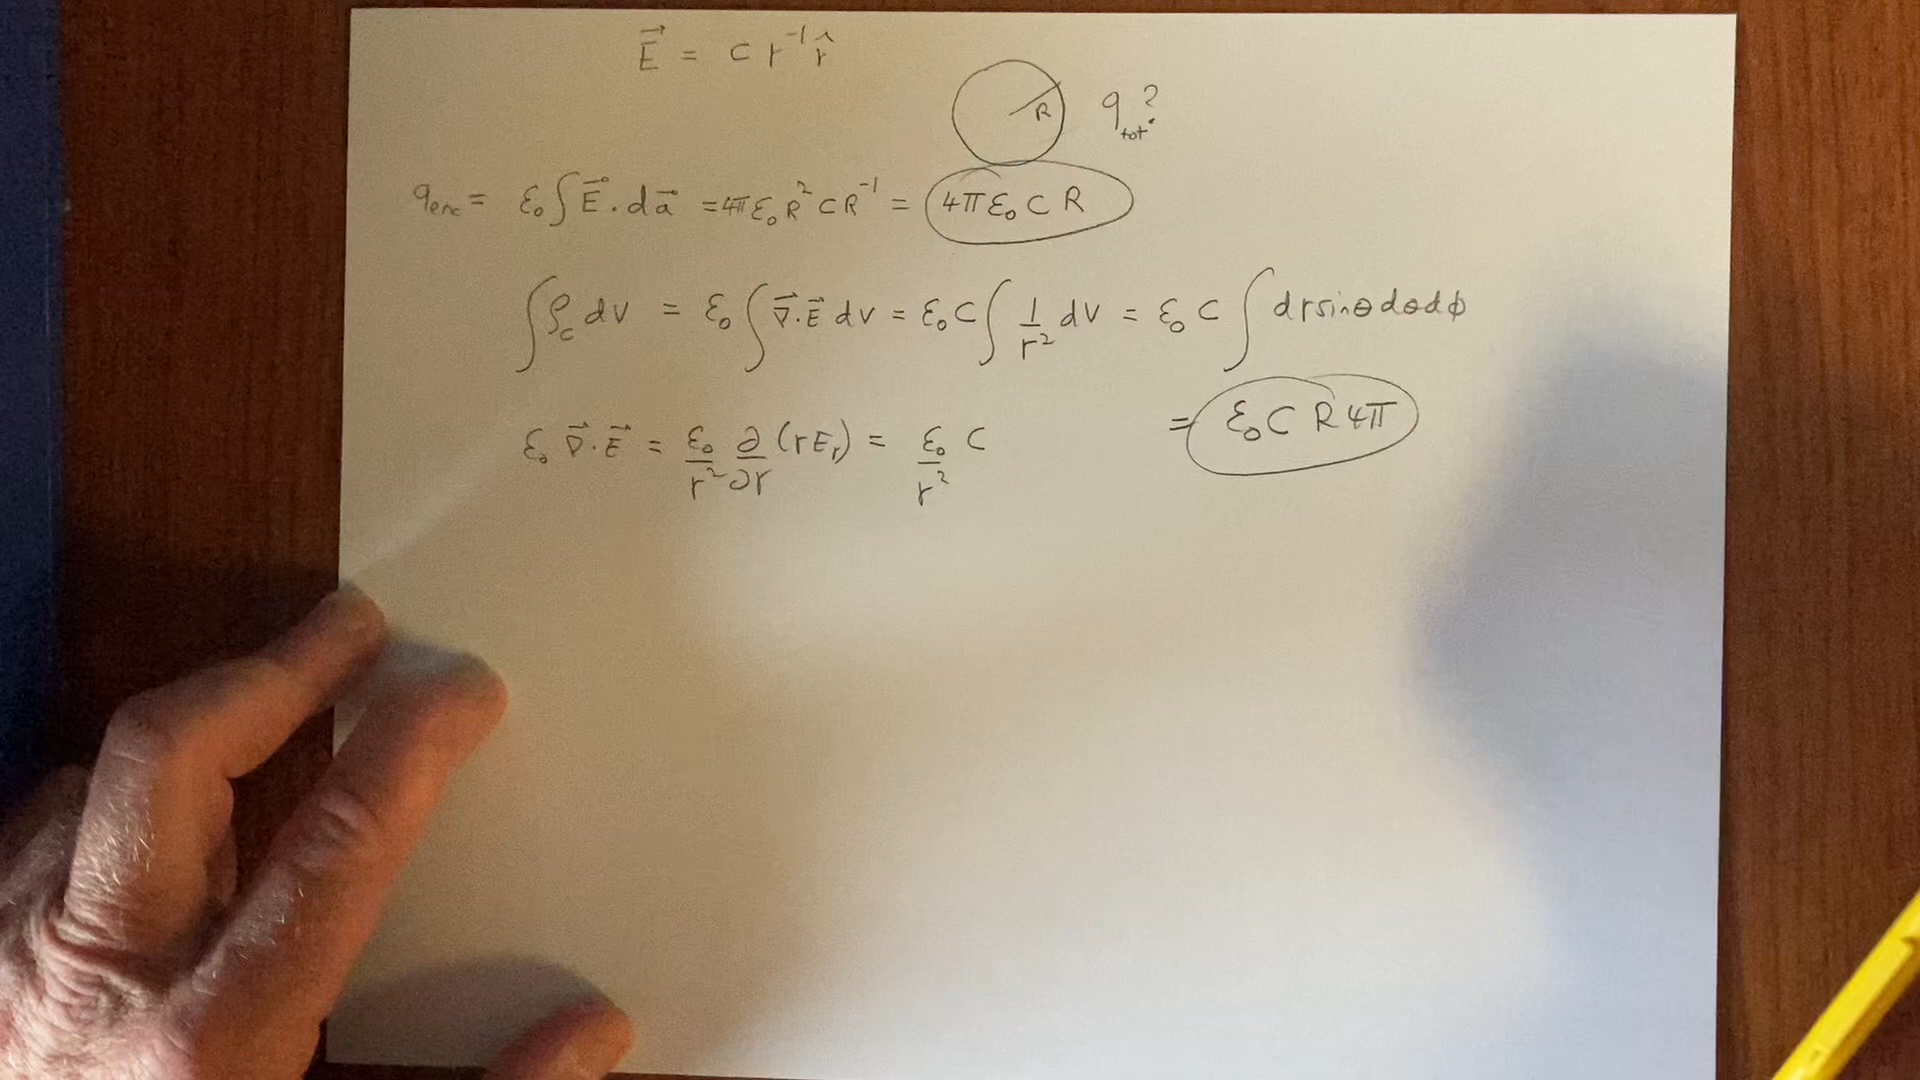 E⃗ = c r⁻¹ r̂
R q_tot?
q_enc = ε₀ ∫ E⃗ · da⃗ = 4π ε₀ R² C R⁻¹ = 4π ε₀ C R
∫ ρ_c dV = ε₀ ∫ ∇⃗·E⃗ dV = ε₀ C ∫ 1/r² dV = ε₀ C ∫ dr sinθ dθ dϕ
= ε₀ C R 4π
ε₀ ∇⃗·E⃗ = ε₀/r² ∂/∂r (r E_r) = ε₀/r² C